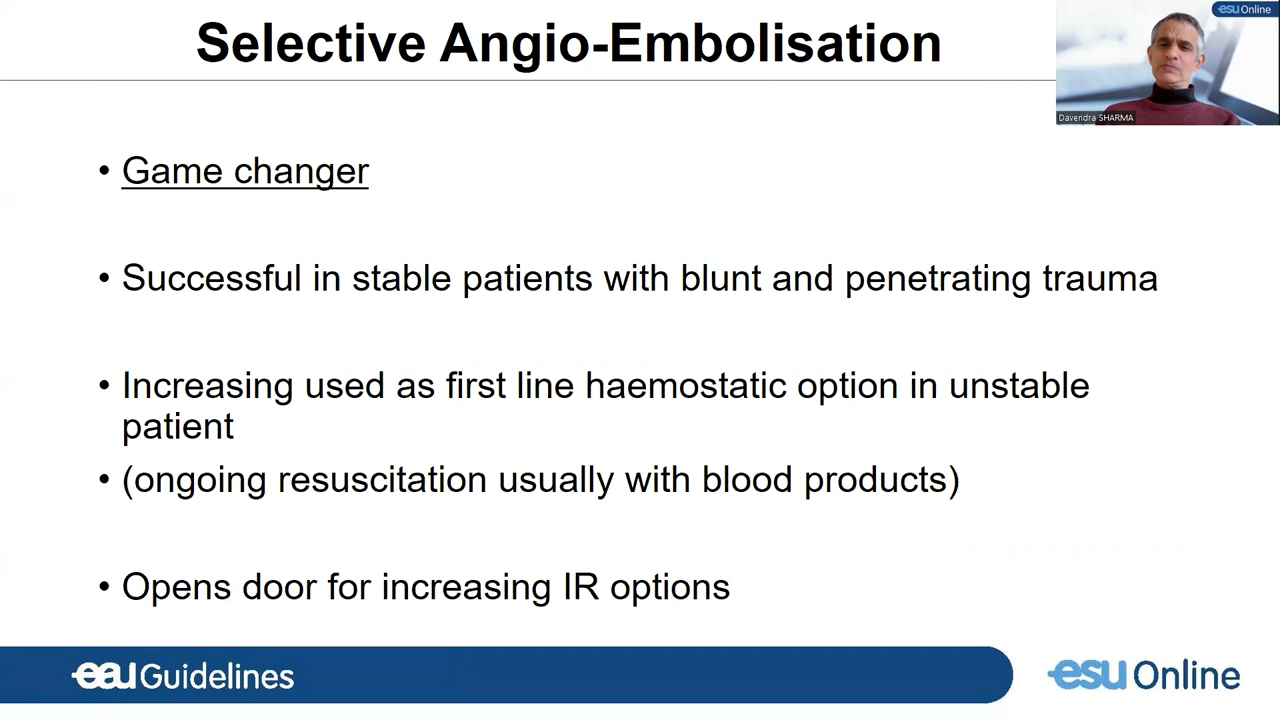 Selective Angio-Embolisation
esu Online
Davendra SHARMA
• Game changer
• Successful in stable patients with blunt and penetrating trauma
• Increasing used as first line haemostatic option in unstable
patient
• (ongoing resuscitation usually with blood products)
• Opens door for increasing IR options
eau Guidelines
esu Online